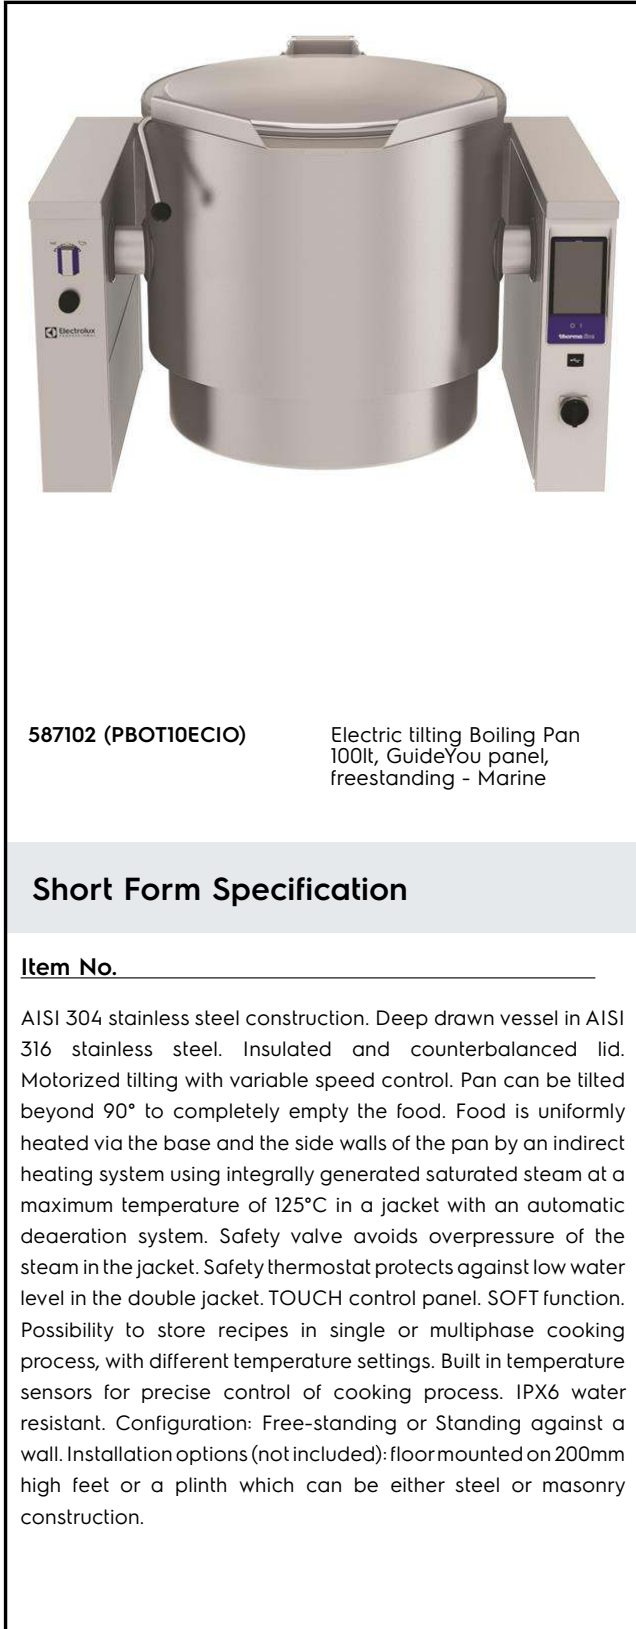 Electrolux
PROFESSIONAL
thermaline
587102 (PBOT10ECIO)
Electric tilting Boiling Pan
100lt, GuideYou panel,
freestanding - Marine
Short Form Specification
Item No.
AISI 304 stainless steel construction. Deep drawn vessel in AISI
316 stainless steel. Insulated and counterbalanced lid.
Motorized tilting with variable speed control. Pan can be tilted
beyond 90° to completely empty the food. Food is uniformly
heated via the base and the side walls of the pan by an indirect
heating system using integrally generated saturated steam at a
maximum temperature of 125°C in a jacket with an automatic
deaeration system. Safety valve avoids overpressure of the
steam in the jacket. Safety thermostat protects against low water
level in the double jacket. TOUCH control panel. SOFT function.
Possibility to store recipes in single or multiphase cooking
process, with different temperature settings. Built in temperature
sensors for precise control of cooking process. IPX6 water
resistant. Configuration: Free-standing or Standing against a
wall. Installation options (not included): floor mounted on 200mm
high feet or a plinth which can be either steel or masonry
construction.